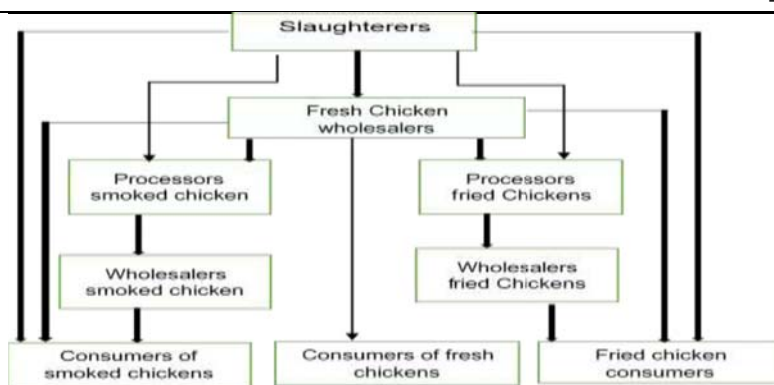 Slaughterers
Fresh Chicken
wholesalers
Processors
smoked chicken
Processors
fried Chickens
Wholesalers
smoked chicken
Wholesalers
fried Chickens
Consumers of
smoked chickens
Consumers of fresh
chickens
Fried chicken
consumers